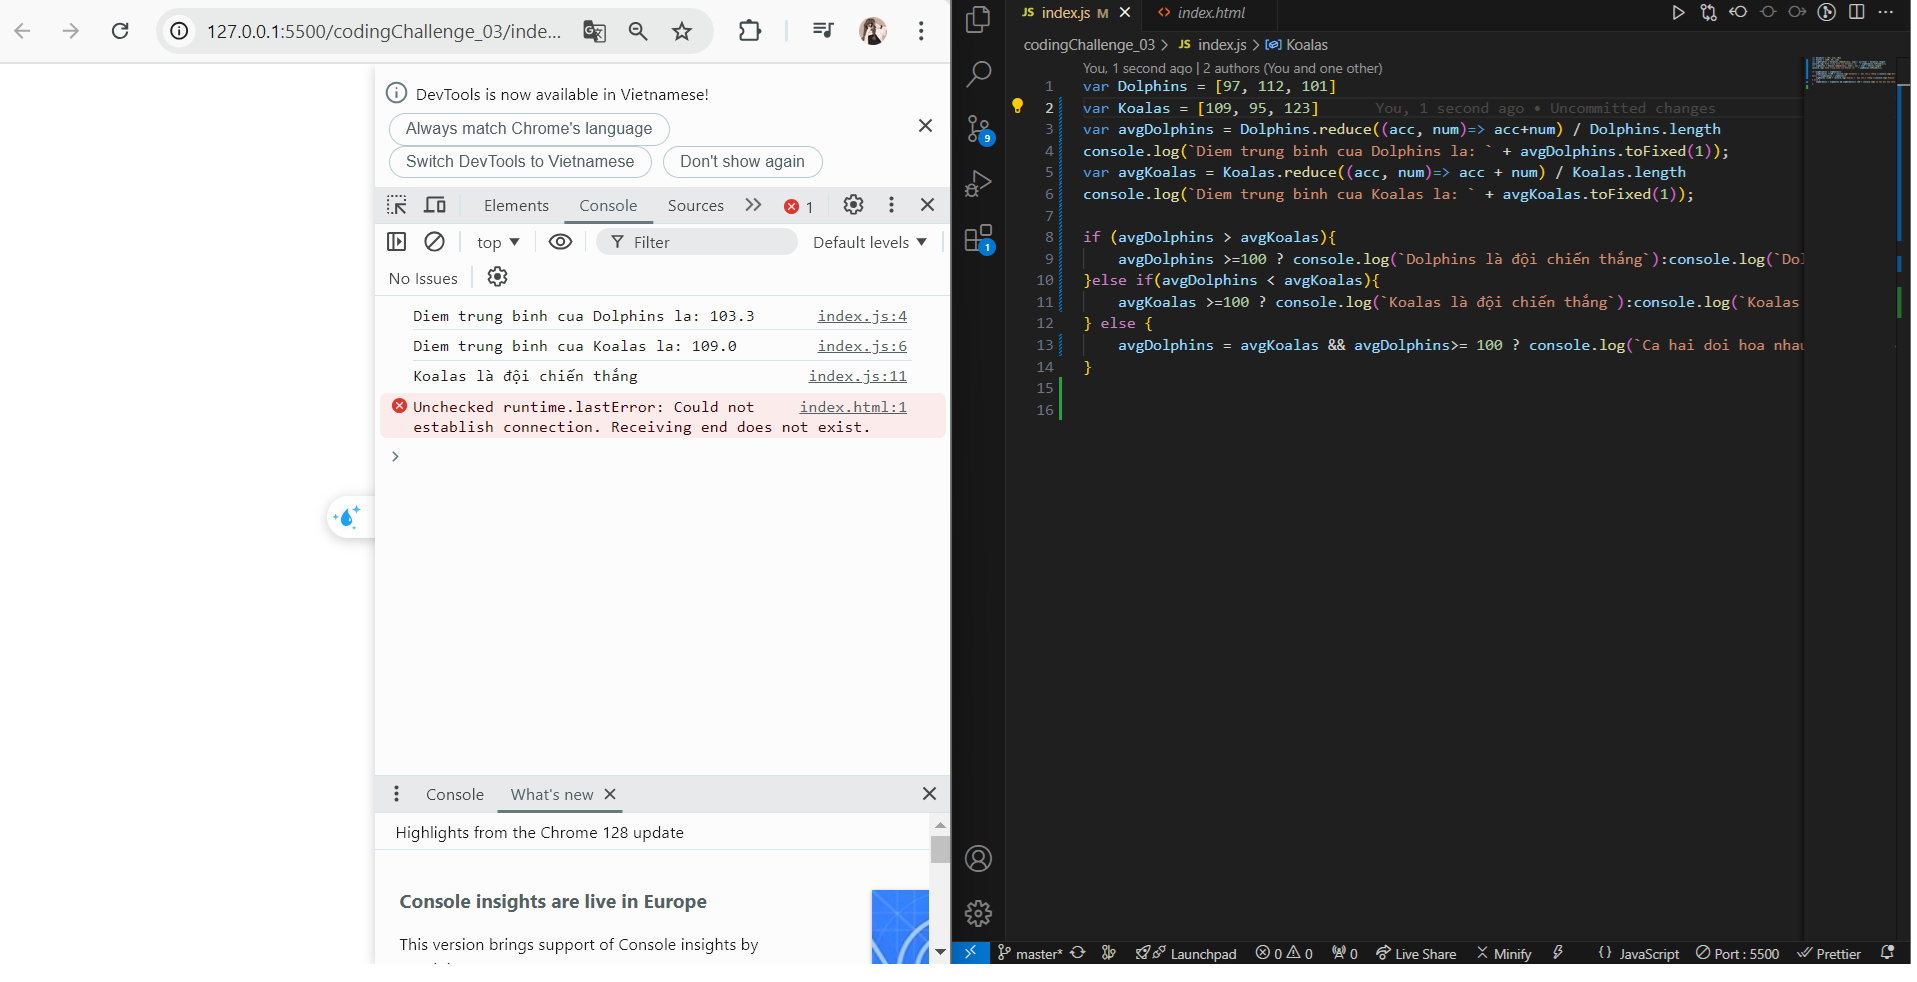 127.0.0.1:5500/codingChallenge_03/inde...
DevTools is now available in Vietnamese!
Always match Chrome's language
Switch DevTools to Vietnamese
Don't show again
Elements
Console
Sources
1
top
Filter
Default levels
No Issues
Diem trung binh cua Dolphins la: 103.3 index.js:4
Diem trung binh cua Koalas la: 109.0 index.js:6
Koalas là đội chiến thắng index.js:11
Unchecked runtime.lastError: Could not index.html:1
establish connection. Receiving end does not exist.
Console
What's new
Highlights from the Chrome 128 update
Console insights are live in Europe
This version brings support of Console insights by
JS index.js M
index.html
codingChallenge_03 > JS index.js > Koalas
You, 1 second ago | 2 authors (You and one other)
1 var Dolphins = [97, 112, 101]
2 var Koalas = [109, 95, 123] You, 1 second ago • Uncommitted changes
3 var avgDolphins = Dolphins.reduce((acc, num)=> acc+num) / Dolphins.length
4 console.log(`Diem trung binh cua Dolphins la: ` + avgDolphins.toFixed(1));
5 var avgKoalas = Koalas.reduce((acc, num)=> acc + num) / Koalas.length
6 console.log(`Diem trung binh cua Koalas la: ` + avgKoalas.toFixed(1));
7
8 if (avgDolphins > avgKoalas){
9 avgDolphins >=100 ? console.log(`Dolphins là đội chiến thắng`):console.log(`Dol
10 }else if(avgDolphins < avgKoalas){
11 avgKoalas >=100 ? console.log(`Koalas là đội chiến thắng`):console.log(`Koalas
12 } else {
13 avgDolphins = avgKoalas && avgDolphins>= 100 ? console.log(`Ca hai doi hoa nhau
14 }
15
16
9
1
master*
Launchpad
0
0
0
Live Share
Minify
{} JavaScript
Port : 5500
Prettier